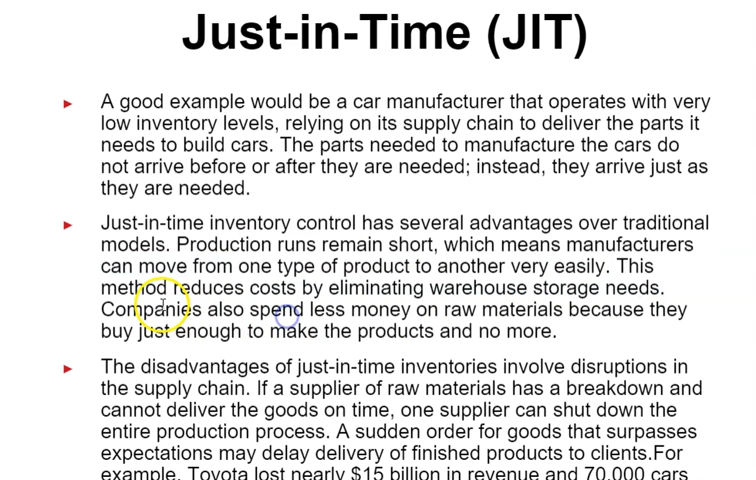 Just-in-Time (JIT)
A good example would be a car manufacturer that operates with very
low inventory levels, relying on its supply chain to deliver the parts it
needs to build cars. The parts needed to manufacture the cars do
not arrive before or after they are needed; instead, they arrive just as
they are needed.
Just-in-time inventory control has several advantages over traditional
models. Production runs remain short, which means manufacturers
can move from one type of product to another very easily. This
method reduces costs by eliminating warehouse storage needs.
Companies also spend less money on raw materials because they
buy just enough to make the products and no more.
The disadvantages of just-in-time inventories involve disruptions in
the supply chain. If a supplier of raw materials has a breakdown and
cannot deliver the goods on time, one supplier can shut down the
entire production process. A sudden order for goods that surpasses
expectations may delay delivery of finished products to clients.For
example, Toyota lost nearly $15 billion in revenue and 70,000 cars